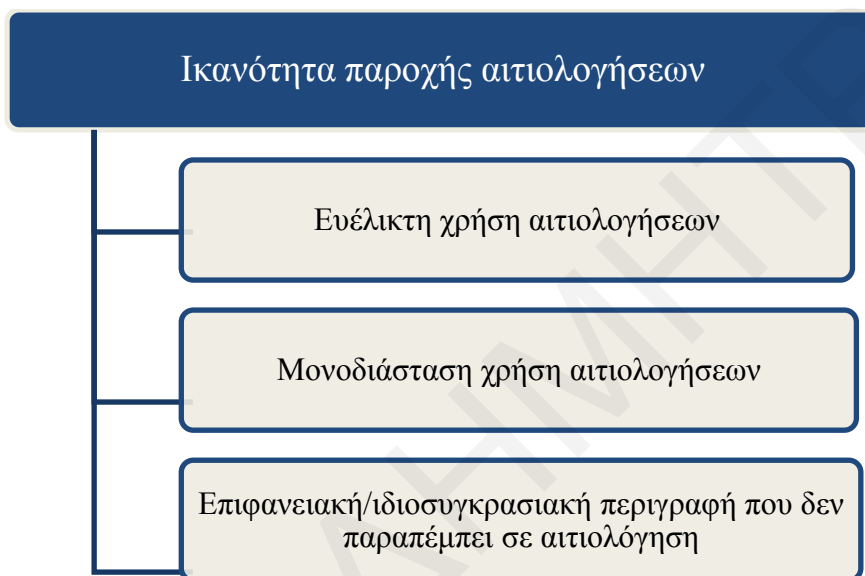 Ικανότητα παροχής αιτιολογήσεων
Ευέλικτη χρήση αιτιολογήσεων
Μονοδιάσταση χρήση αιτιολογήσεων
Επιφανειακή/ιδιοσυγκρασιακή περιγραφή που δεν
παραπέμπει σε αιτιολόγηση